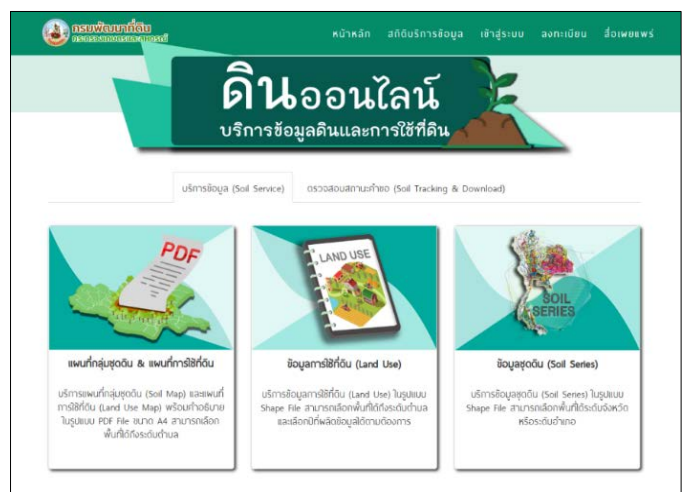 กรมพัฒนาที่ดิน
กระทรวงเกษตรและสหกรณ์
หน้าหลัก สถิติบริการข้อมูล เข้าสู่ระบบ ลงทะเบียน สื่อเผยแพร่
ดินออนไลน์
บริการข้อมูลดินและการใช้ที่ดิน
บริการข้อมูล (Soil Service) ตรวจสอบสถานะคำขอ (Soil Tracking & Download)
PDF
LAND USE
SOIL
SERIES
แผนที่กลุ่มชุดดิน & แผนที่การใช้ที่ดิน
บริการแผนที่กลุ่มชุดดิน (Soil Map) และแผนที่
การใช้ที่ดิน (Land Use Map) พร้อมคำอธิบาย
ในรูปแบบ PDF File ขนาด A4 สามารถเลือก
พื้นที่ได้ถึงระดับตำบล
ข้อมูลการใช้ที่ดิน (Land Use)
บริการข้อมูลการใช้ที่ดิน (Land Use) ในรูปแบบ
Shape File สามารถเลือกพื้นที่ได้ถึงระดับตำบล
และเลือกปีที่ผลิตข้อมูลได้ตามต้องการ
ข้อมูลชุดดิน (Soil Series)
บริการข้อมูลชุดดิน (Soil Series) ในรูปแบบ
Shape File สามารถเลือกพื้นที่ได้ระดับจังหวัด
หรือระดับอำเภอ